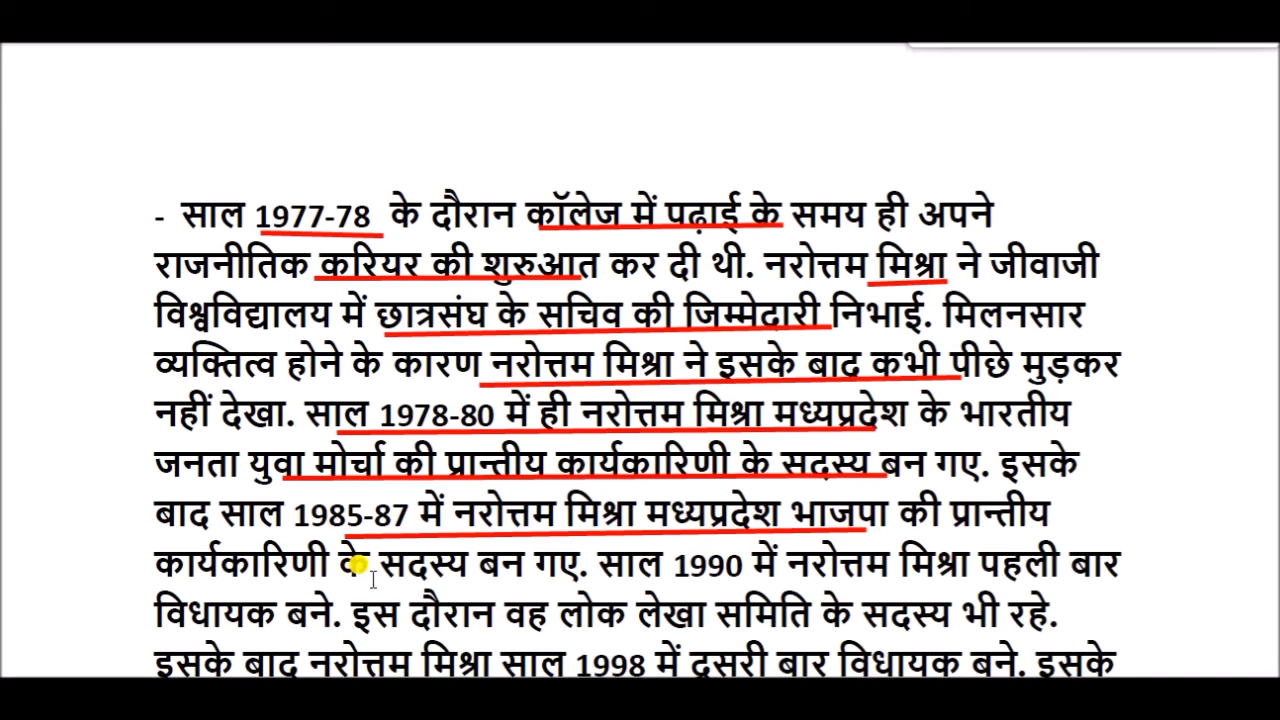 - साल 1977-78 के दौरान कॉलेज में पढ़ाई के समय ही अपने
राजनीतिक करियर की शुरुआत कर दी थी. नरोत्तम मिश्रा ने जीवाजी
विश्वविद्यालय में छात्रसंघ के सचिव की जिम्मेदारी निभाई. मिलनसार
व्यक्तित्व होने के कारण नरोत्तम मिश्रा ने इसके बाद कभी पीछे मुड़कर
नहीं देखा. साल 1978-80 में ही नरोत्तम मिश्रा मध्यप्रदेश के भारतीय
जनता युवा मोर्चा की प्रान्तीय कार्यकारिणी के सदस्य बन गए. इसके
बाद साल 1985-87 में नरोत्तम मिश्रा मध्यप्रदेश भाजपा की प्रान्तीय
कार्यकारिणी के सदस्य बन गए. साल 1990 में नरोत्तम मिश्रा पहली बार
विधायक बने. इस दौरान वह लोक लेखा समिति के सदस्य भी रहे.
इसके बाद नरोत्तम मिश्रा साल 1998 में दूसरी बार विधायक बने. इसके